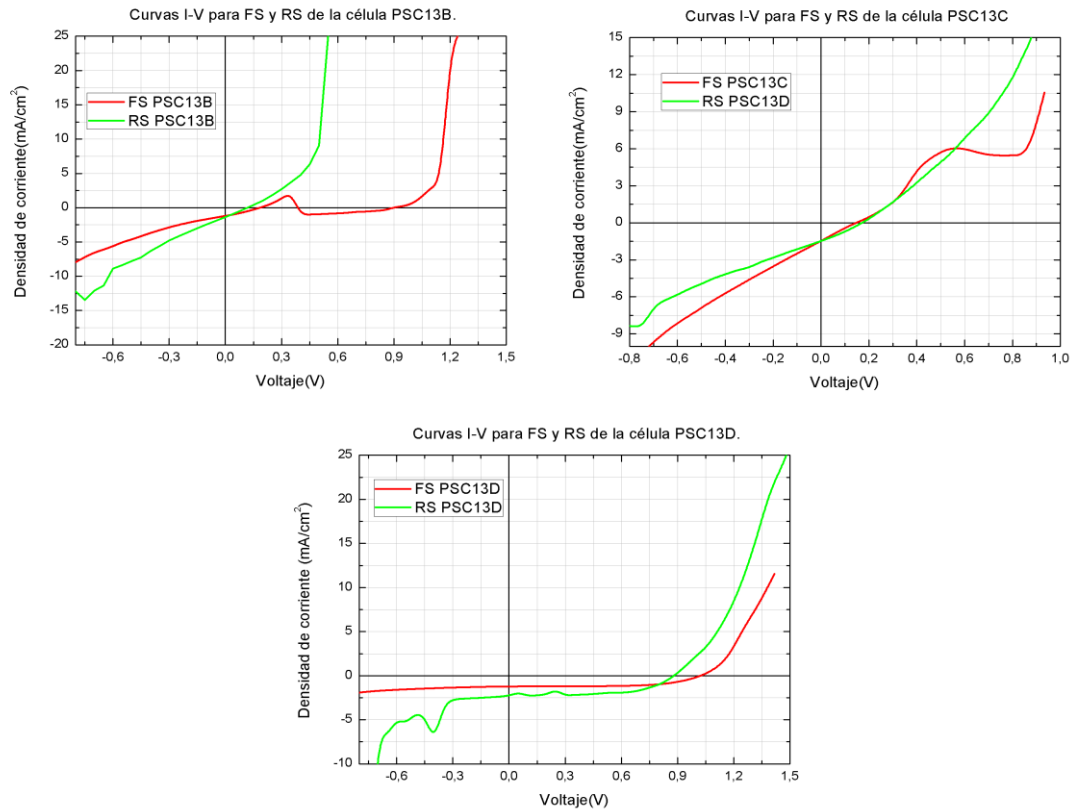 Curvas I-V para FS y RS de la célula PSC13B.
25
20
15
10
5
0
-5
-10
-15
-20
Densidad de corriente(mA/cm²)
FS PSC13B
RS PSC13B
-0,6 -0,3 0,0 0,3 0,6 0,9 1,2 1,5
Voltaje(V)
Curvas I-V para FS y RS de la célula PSC13C
15
12
9
6
3
0
-3
-6
-9
Densidad de corriente(mA/cm²)
FS PSC13C
RS PSC13D
-0,8 -0,6 -0,4 -0,2 0,0 0,2 0,4 0,6 0,8 1,0
Voltaje(V)
Curvas I-V para FS y RS de la célula PSC13D.
25
20
15
10
5
0
-5
-10
Densidad de corriente (mA/cm²)
FS PSC13D
RS PSC13D
-0,6 -0,3 0,0 0,3 0,6 0,9 1,2 1,5
Voltaje(V)